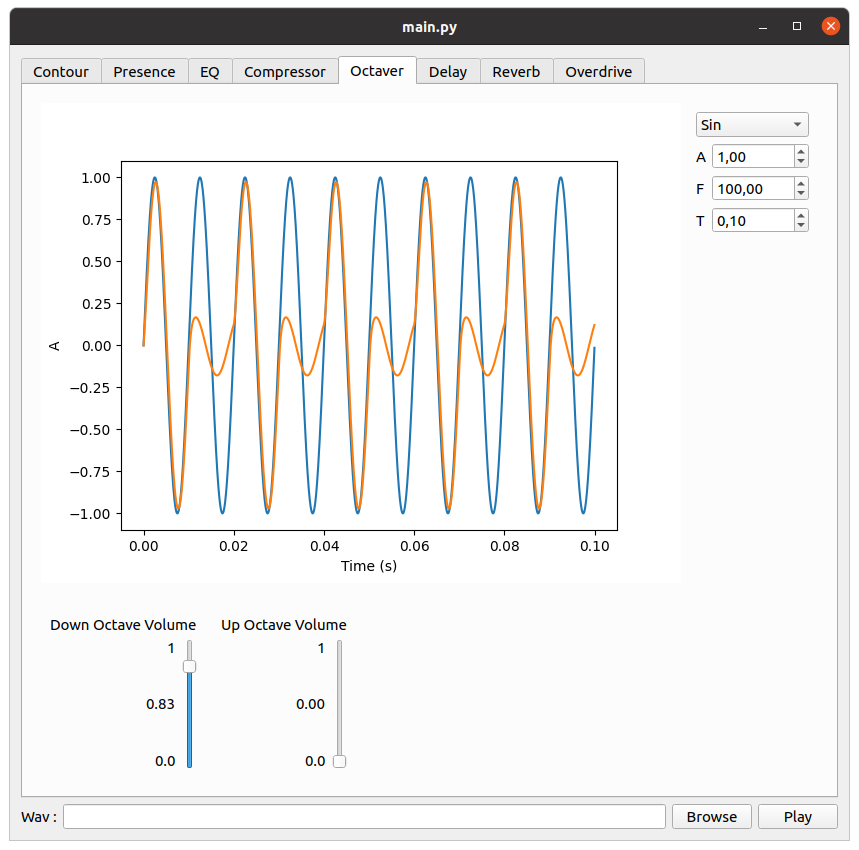 main.py
Contour Presence EQ Compressor Octaver Delay Reverb Overdrive
Sin
A 1,00
F 100,00
T 0,10
1.00
0.75
0.50
0.25
0.00
−0.25
−0.50
−0.75
−1.00
A
0.00 0.02 0.04 0.06 0.08 0.10
Time (s)
Down Octave Volume Up Octave Volume
1 1
0.83 0.00
0.0 0.0
Wav : Browse Play